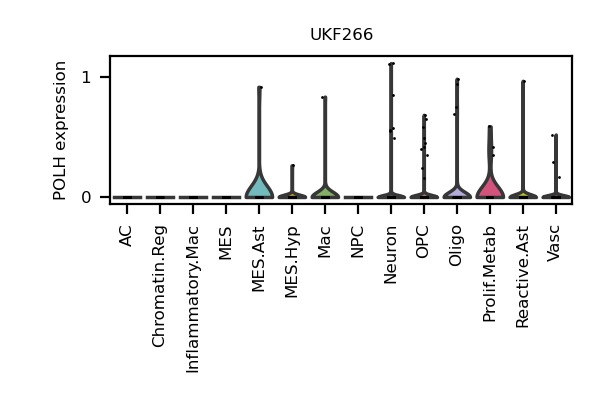 UKF266
POLH expression
1
0
AC
Chromatin.Reg
Inflammatory.Mac
MES
MES.Ast
MES.Hyp
Mac
NPC
Neuron
OPC
Oligo
Prolif.Metab
Reactive.Ast
Vasc